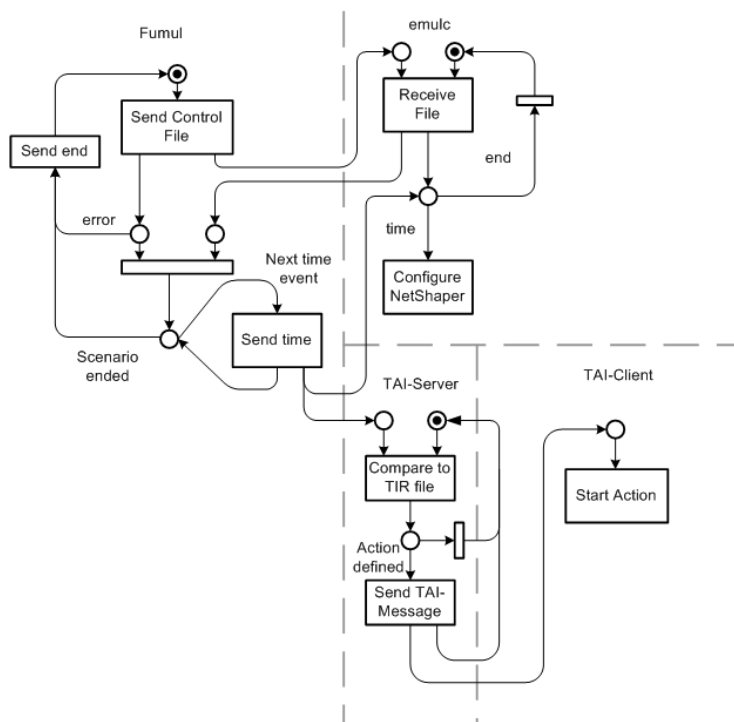 Fumul
emulc
Send Control
File
Receive
File
Send end
end
error
time
Next time
event
Configure
NetShaper
Send time
Scenario
ended
TAI-Server
TAI-Client
Compare to
TIR file
Start Action
Action
defined
Send TAI-
Message